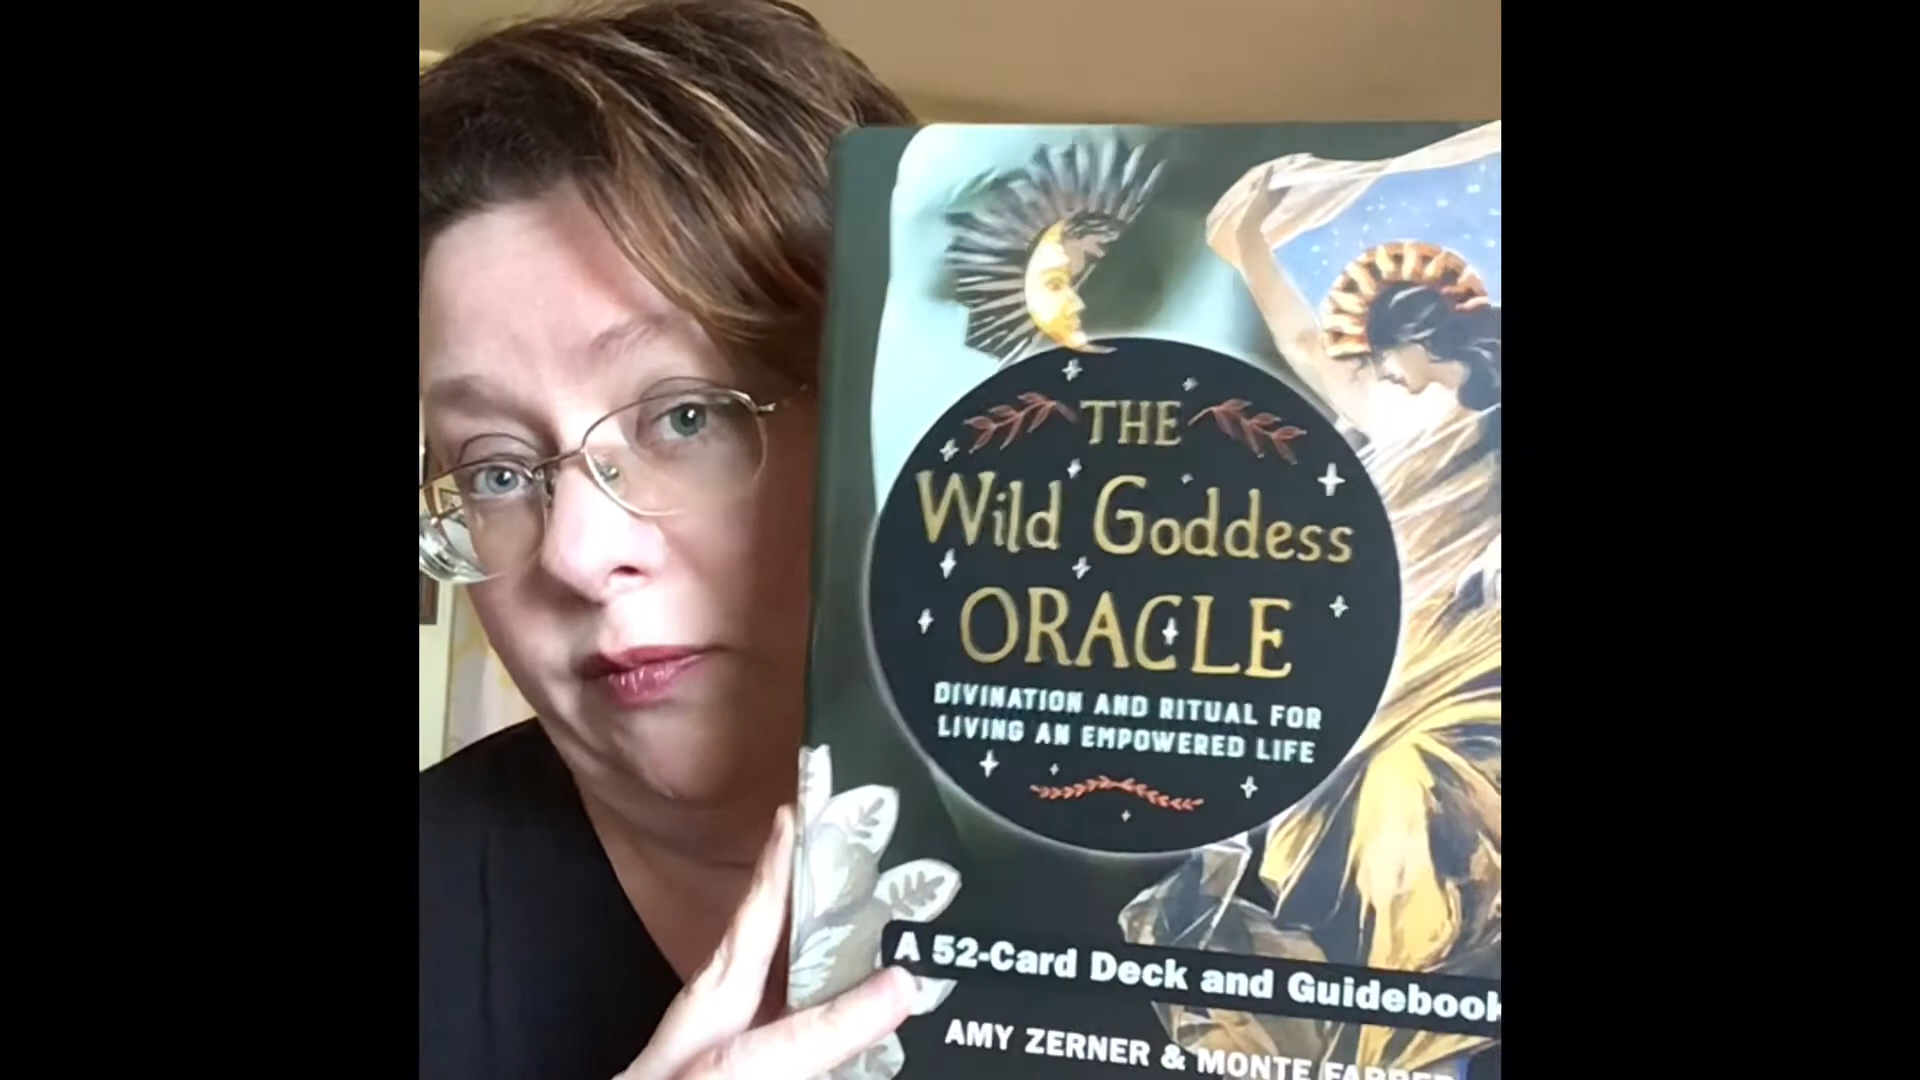 THE
Wild Goddess
ORACLE
DIVINATION AND RITUAL FOR
LIVING AN EMPOWERED LIFE
A 52-Card Deck and Guidebook
AMY ZERNER & MONTE